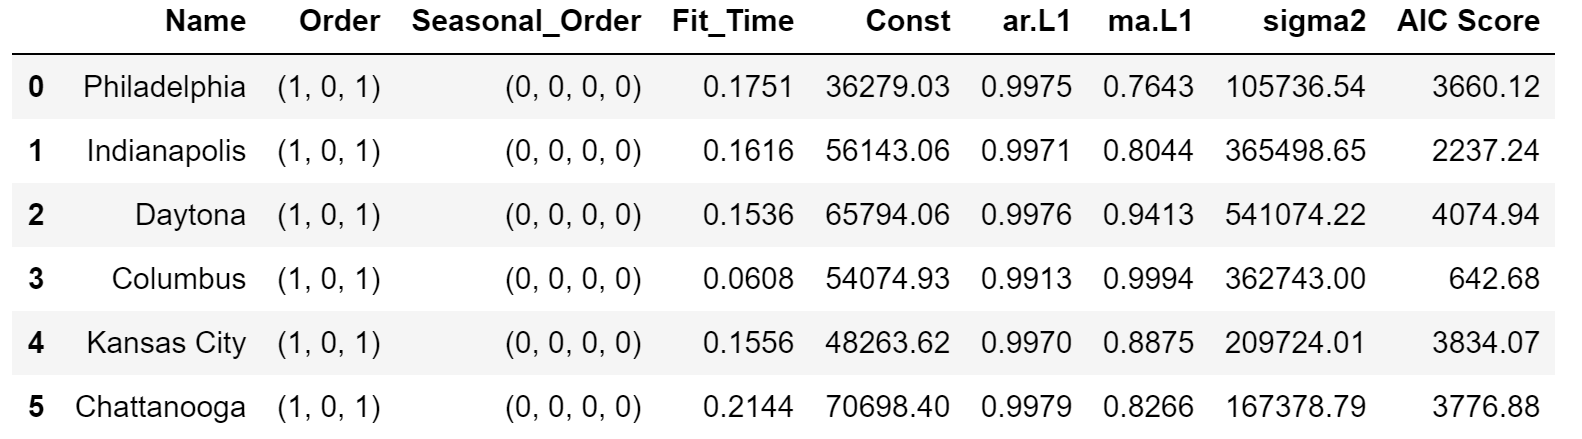 Name Order Seasonal_Order Fit_Time Const ar.L1 ma.L1 sigma2 AIC Score
0 Philadelphia (1, 0, 1) (0, 0, 0, 0) 0.1751 36279.03 0.9975 0.7643 105736.54 3660.12
1 Indianapolis (1, 0, 1) (0, 0, 0, 0) 0.1616 56143.06 0.9971 0.8044 365498.65 2237.24
2 Daytona (1, 0, 1) (0, 0, 0, 0) 0.1536 65794.06 0.9976 0.9413 541074.22 4074.94
3 Columbus (1, 0, 1) (0, 0, 0, 0) 0.0608 54074.93 0.9913 0.9994 362743.00 642.68
4 Kansas City (1, 0, 1) (0, 0, 0, 0) 0.1556 48263.62 0.9970 0.8875 209724.01 3834.07
5 Chattanooga (1, 0, 1) (0, 0, 0, 0) 0.2144 70698.40 0.9979 0.8266 167378.79 3776.88